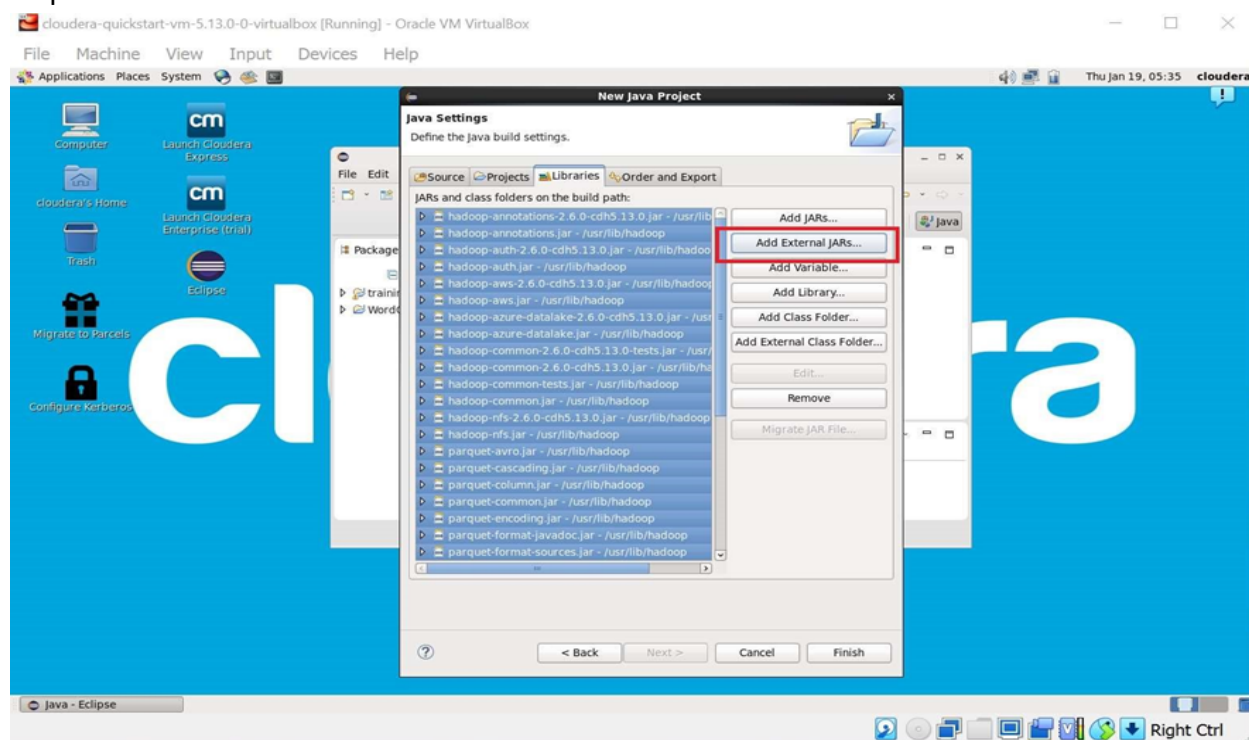 cloudera-quickstart-vm-5.13.0-0-virtualbox [Running] - Oracle VM VirtualBox
File Machine View Input Devices Help
Applications Places System Thu Jan 19, 05:35 cloudera
New Java Project
Java Settings
Define the Java build settings.
Source Projects Libraries Order and Export
JARs and class folders on the build path:
hadoop-annotations-2.6.0-cdh5.13.0.jar - /usr/lib
hadoop-annotations.jar - /usr/lib/hadoop
hadoop-auth-2.6.0-cdh5.13.0.jar - /usr/lib/hadoo
hadoop-auth.jar - /usr/lib/hadoop
hadoop-aws-2.6.0-cdh5.13.0.jar - /usr/lib/hadoop
hadoop-aws.jar - /usr/lib/hadoop
hadoop-azure-datalake-2.6.0-cdh5.13.0.jar - /usr
hadoop-azure-datalake.jar - /usr/lib/hadoop
hadoop-common-2.6.0-cdh5.13.0-tests.jar - /usr/
hadoop-common-2.6.0-cdh5.13.0.jar - /usr/lib/ha
hadoop-common-tests.jar - /usr/lib/hadoop
hadoop-common.jar - /usr/lib/hadoop
hadoop-nfs-2.6.0-cdh5.13.0.jar - /usr/lib/hadoop
hadoop-nfs.jar - /usr/lib/hadoop
parquet-avro.jar - /usr/lib/hadoop
parquet-cascading.jar - /usr/lib/hadoop
parquet-column.jar - /usr/lib/hadoop
parquet-common.jar - /usr/lib/hadoop
parquet-encoding.jar - /usr/lib/hadoop
parquet-format-javadoc.jar - /usr/lib/hadoop
parquet-format-sources.jar - /usr/lib/hadoop
Add JARs...
Add External JARs...
Add Variable...
Add Library...
Add Class Folder...
Add External Class Folder...
Edit...
Remove
Migrate JAR File...
< Back Next > Cancel Finish
Computer
cloudera's Home
Trash
Migrate to Parcels
Configure Kerberos
cm
Launch Cloudera
Express
cm
Launch Cloudera
Enterprise (trial)
Eclipse
File Edit
Package
trainin
Word
Java
cl ra
Java - Eclipse
Right Ctrl